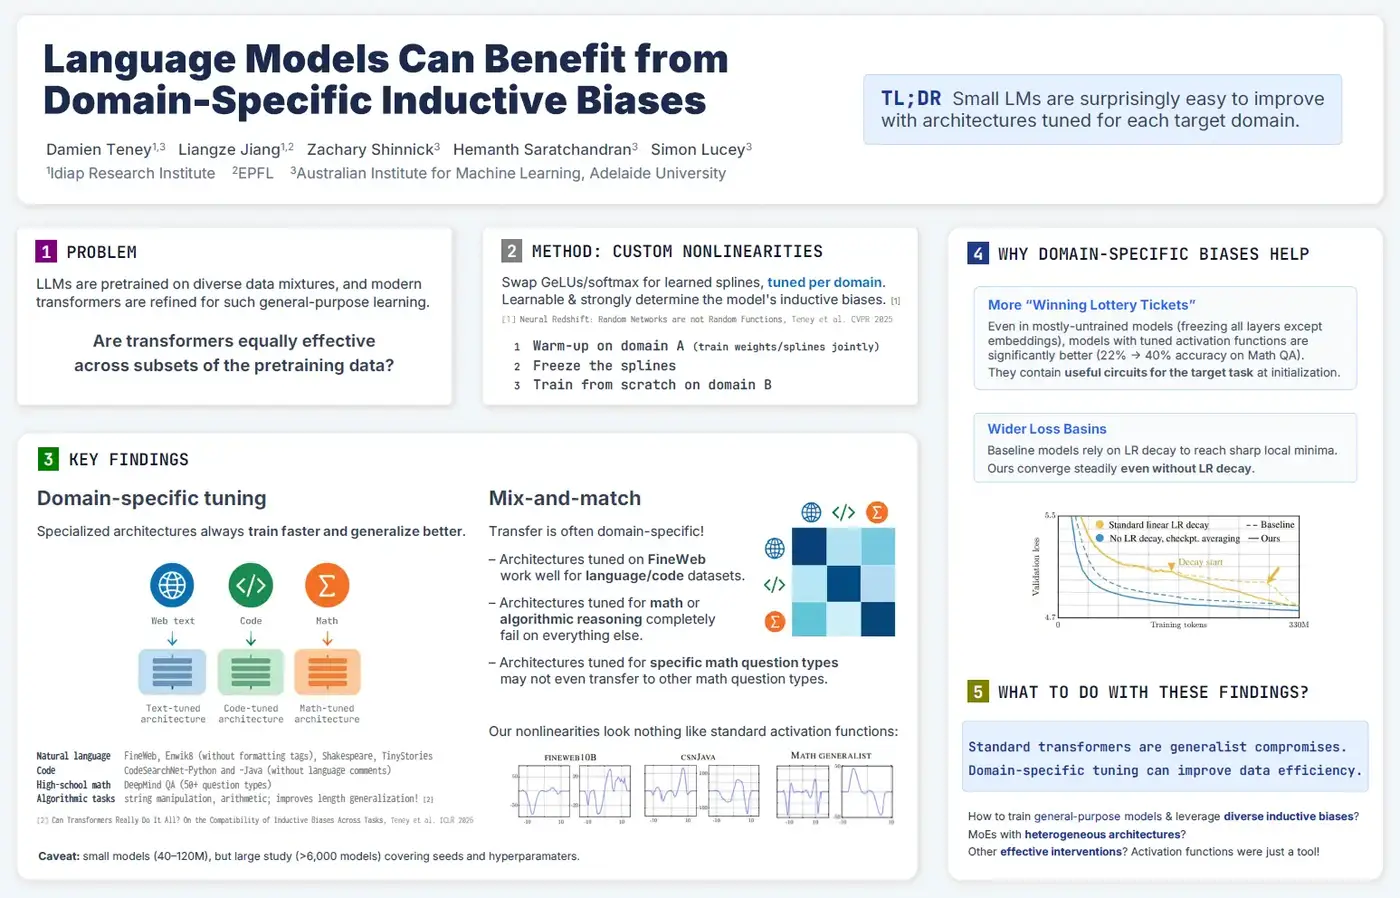 Language Models Can Benefit from
Domain-Specific Inductive Biases
Damien Teney1,3 Liangze Jiang1,2 Zachary Shinnick3 Hemanth Saratchandran3 Simon Lucey3
1Idiap Research Institute 2EPFL 3Australian Institute for Machine Learning, Adelaide University
TL;DR Small LMs are surprisingly easy to improve
with architectures tuned for each target domain.
1 PROBLEM
LLMs are pretrained on diverse data mixtures, and modern
transformers are refined for such general-purpose learning.
Are transformers equally effective
across subsets of the pretraining data?
2 METHOD: CUSTOM NONLINEARITIES
Swap GeLUs/softmax for learned splines, tuned per domain.
Learnable & strongly determine the model's inductive biases. [1]
[1] Neural Redshift: Random Networks are not Random Functions, Teney et al. CVPR 2025
1 Warm-up on domain A (train weights/splines jointly)
2 Freeze the splines
3 Train from scratch on domain B
3 KEY FINDINGS
Domain-specific tuning
Specialized architectures always train faster and generalize better.
Web text Code Math
Text-tuned Code-tuned Math-tuned
architecture architecture architecture
Natural language FineWeb, Enwik8 (without formatting tags), Shakespeare, TinyStories
Code CodeSearchNet-Python and -Java (without language comments)
High-school math DeepMind QA (50+ question types)
Algorithmic tasks string manipulation, arithmetic; improves length generalization! [2]
[2] Can Transformers Really Do It All? On the Compatibility of Inductive Biases Across Tasks, Teney et al. ICLR 2026
Caveat: small models (40–120M), but large study (>6,000 models) covering seeds and hyperparamaters.
Mix-and-match
Transfer is often domain-specific!
– Architectures tuned on FineWeb
work well for language/code datasets.
– Architectures tuned for math or
algorithmic reasoning completely
fail on everything else.
– Architectures tuned for specific math question types
may not even transfer to other math question types.
</> Σ
</>
Σ
Our nonlinearities look nothing like standard activation functions:
FINEWEB10B CSNJAVA MATH GENERALIST
4 WHY DOMAIN-SPECIFIC BIASES HELP
More “Winning Lottery Tickets”
Even in mostly-untrained models (freezing all layers except
embeddings), models with tuned activation functions are
significantly better (22% → 40% accuracy on Math QA).
They contain useful circuits for the target task at initialization.
Wider Loss Basins
Baseline models rely on LR decay to reach sharp local minima.
Ours converge steadily even without LR decay.
5.5
Standard linear LR decay -- Baseline
No LR decay, checkpt. averaging — Ours
Decay start
Validation loss
4.7
0 Training tokens 330M
5 WHAT TO DO WITH THESE FINDINGS?
Standard transformers are generalist compromises.
Domain-specific tuning can improve data efficiency.
How to train general-purpose models & leverage diverse inductive biases?
MoEs with heterogeneous architectures?
Other effective interventions? Activation functions were just a tool!